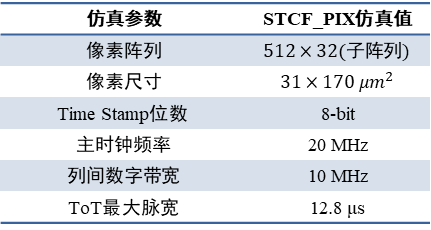 仿真参数 STCF_PIX仿真值
像素阵列 512×32(子阵列)
像素尺寸 31×170 μm²
Time Stamp位数 8-bit
主时钟频率 20 MHz
列间数字带宽 10 MHz
ToT最大脉宽 12.8 μs